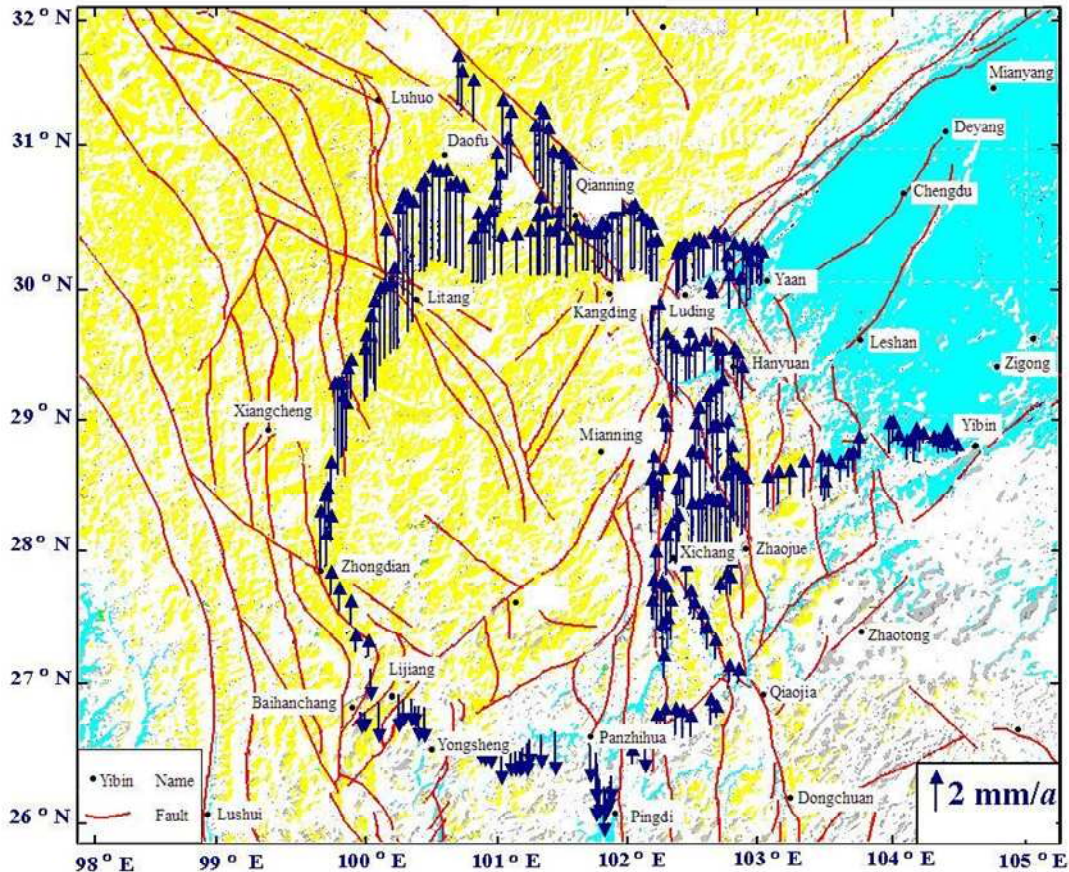 32° N
Mianyang
Luhuo
31° N
Deyang
Daofu
Qianning
Chengdu
30° N
Yaan
Litang
Kangding
Luding
Leshan
Hanyuan
Zigong
29° N
Xiangcheng
Mianning
Yibin
28° N
Xichang
Zhaojue
Zhongdian
Zhaotong
27° N
Lijiang
Qiaojia
Baihanchang
Yongsheng
Panzhihua
Yibin Name
Fault
2 mm/a
Dongchuan
26° N
Lushui
Pingdi
98° E 99° E 100° E 101° E 102° E 103° E 104° E 105° E